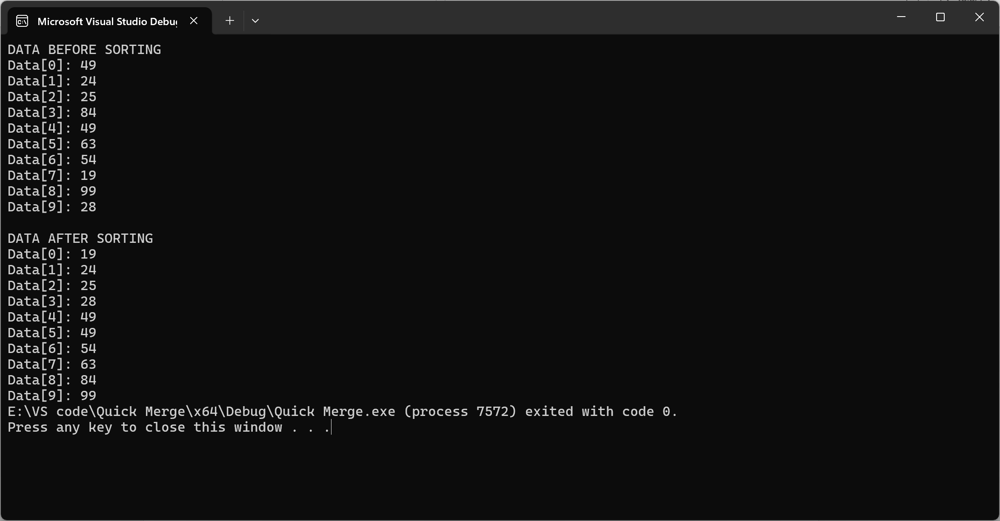 Microsoft Visual Studio Debu
DATA BEFORE SORTING
Data[0]: 49
Data[1]: 24
Data[2]: 25
Data[3]: 84
Data[4]: 49
Data[5]: 63
Data[6]: 54
Data[7]: 19
Data[8]: 99
Data[9]: 28

DATA AFTER SORTING
Data[0]: 19
Data[1]: 24
Data[2]: 25
Data[3]: 28
Data[4]: 49
Data[5]: 49
Data[6]: 54
Data[7]: 63
Data[8]: 84
Data[9]: 99
E:\VS code\Quick Merge\x64\Debug\Quick Merge.exe (process 7572) exited with code 0.
Press any key to close this window . . .